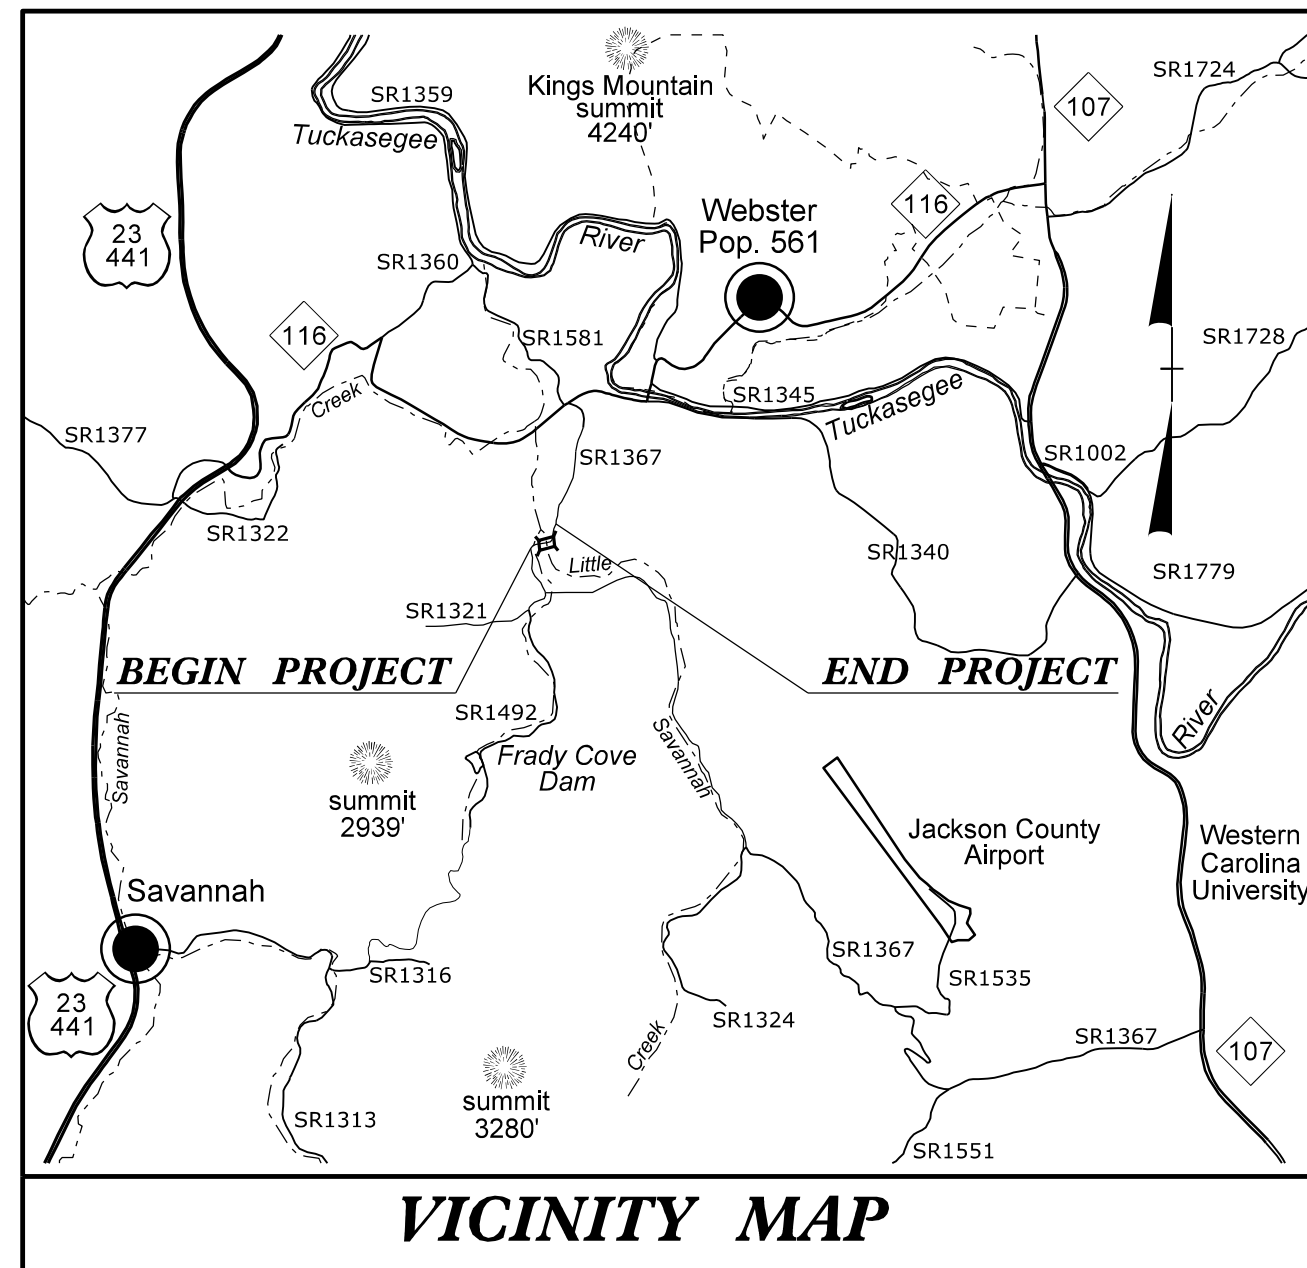 Kings Mountain
summit
4240'
SR1359
Tuckasegee
SR1724
107
23
441
116
Webster
Pop. 561
River
SR1360
116
SR1581
SR1728
Creek
SR1345
Tuckasegee
SR1377
SR1367
SR1002
SR1322
SR1340
Little
SR1779
SR1321
BEGIN PROJECT
END PROJECT
SR1492
Savannah
Savannah
River
Frady Cove
Dam
summit
2939'
Jackson County
Airport
Western
Carolina
University
Savannah
SR1316
SR1367
SR1535
23
441
SR1324
Creek
SR1367
107
summit
3280'
SR1313
SR1551
VICINITY MAP